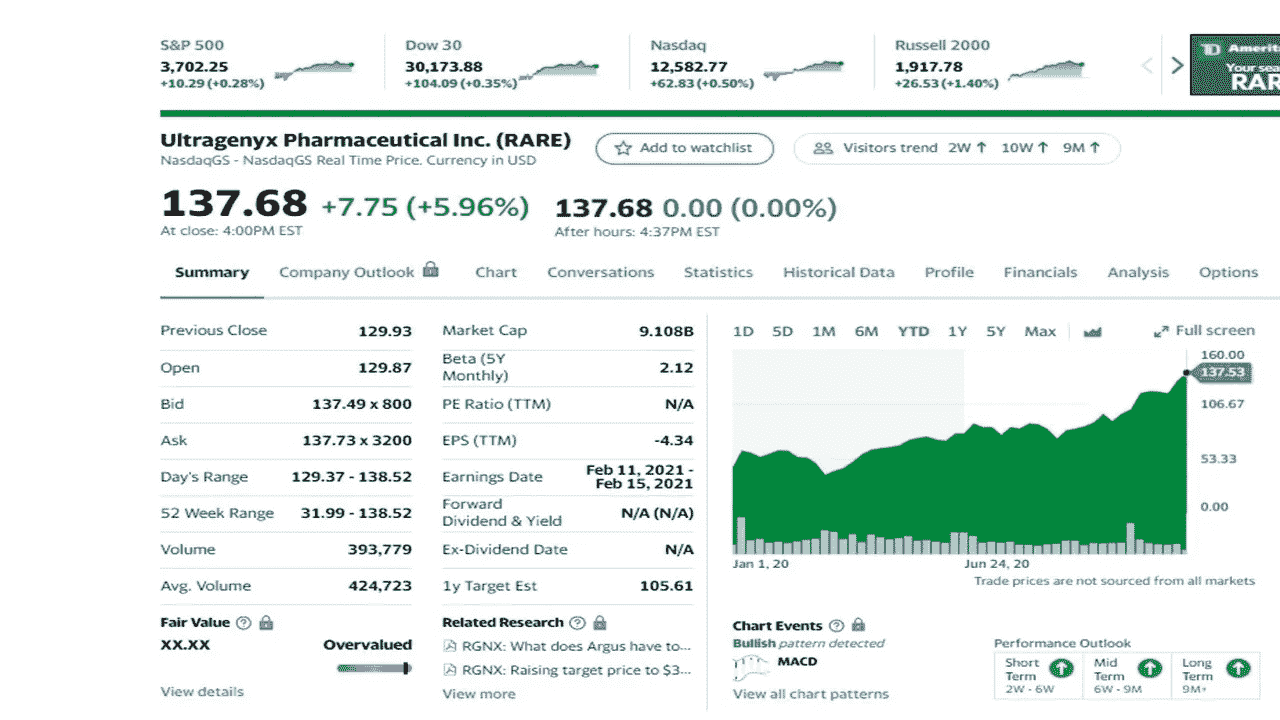 S&P 500
3,702.25
+10.29 (+0.28%)
Dow 30
30,173.88
+104.09 (+0.35%)
Nasdaq
12,582.77
+62.83 (+0.50%)
Russell 2000
1,917.78
+26.53 (+1.40%)
Your sea
RAR
Ultragenyx Pharmaceutical Inc. (RARE)
NasdaqGS - NasdaqGS Real Time Price. Currency in USD
Add to watchlist
Visitors trend 2W ↑ 10W ↑ 9M ↑
137.68 +7.75 (+5.96%)
At close: 4:00PM EST
137.68 0.00 (0.00%)
After hours: 4:37PM EST
Summary Company Outlook Chart Conversations Statistics Historical Data Profile Financials Analysis Options
Previous Close 129.93
Open 129.87
Bid 137.49 x 800
Ask 137.73 x 3200
Day's Range 129.37 - 138.52
52 Week Range 31.99 - 138.52
Volume 393,779
Avg. Volume 424,723
Market Cap 9.108B
Beta (5Y
Monthly) 2.12
PE Ratio (TTM) N/A
EPS (TTM) -4.34
Earnings Date Feb 11, 2021 -
Feb 15, 2021
Forward
Dividend & Yield N/A (N/A)
Ex-Dividend Date N/A
1y Target Est 105.61
1D 5D 1M 6M YTD 1Y 5Y Max
Full screen
160.00
137.53
106.67
53.33
0.00
Jan 1, 20 Jun 24, 20
Trade prices are not sourced from all markets
Fair Value
XX.XX Overvalued
View details
Related Research
RGNX: What does Argus have to...
RGNX: Raising target price to $3...
View more
Chart Events
Bullish pattern detected
MACD
View all chart patterns
Performance Outlook
Short
Term
2W - 6W
Mid
Term
6W - 9M
Long
Term
9M+